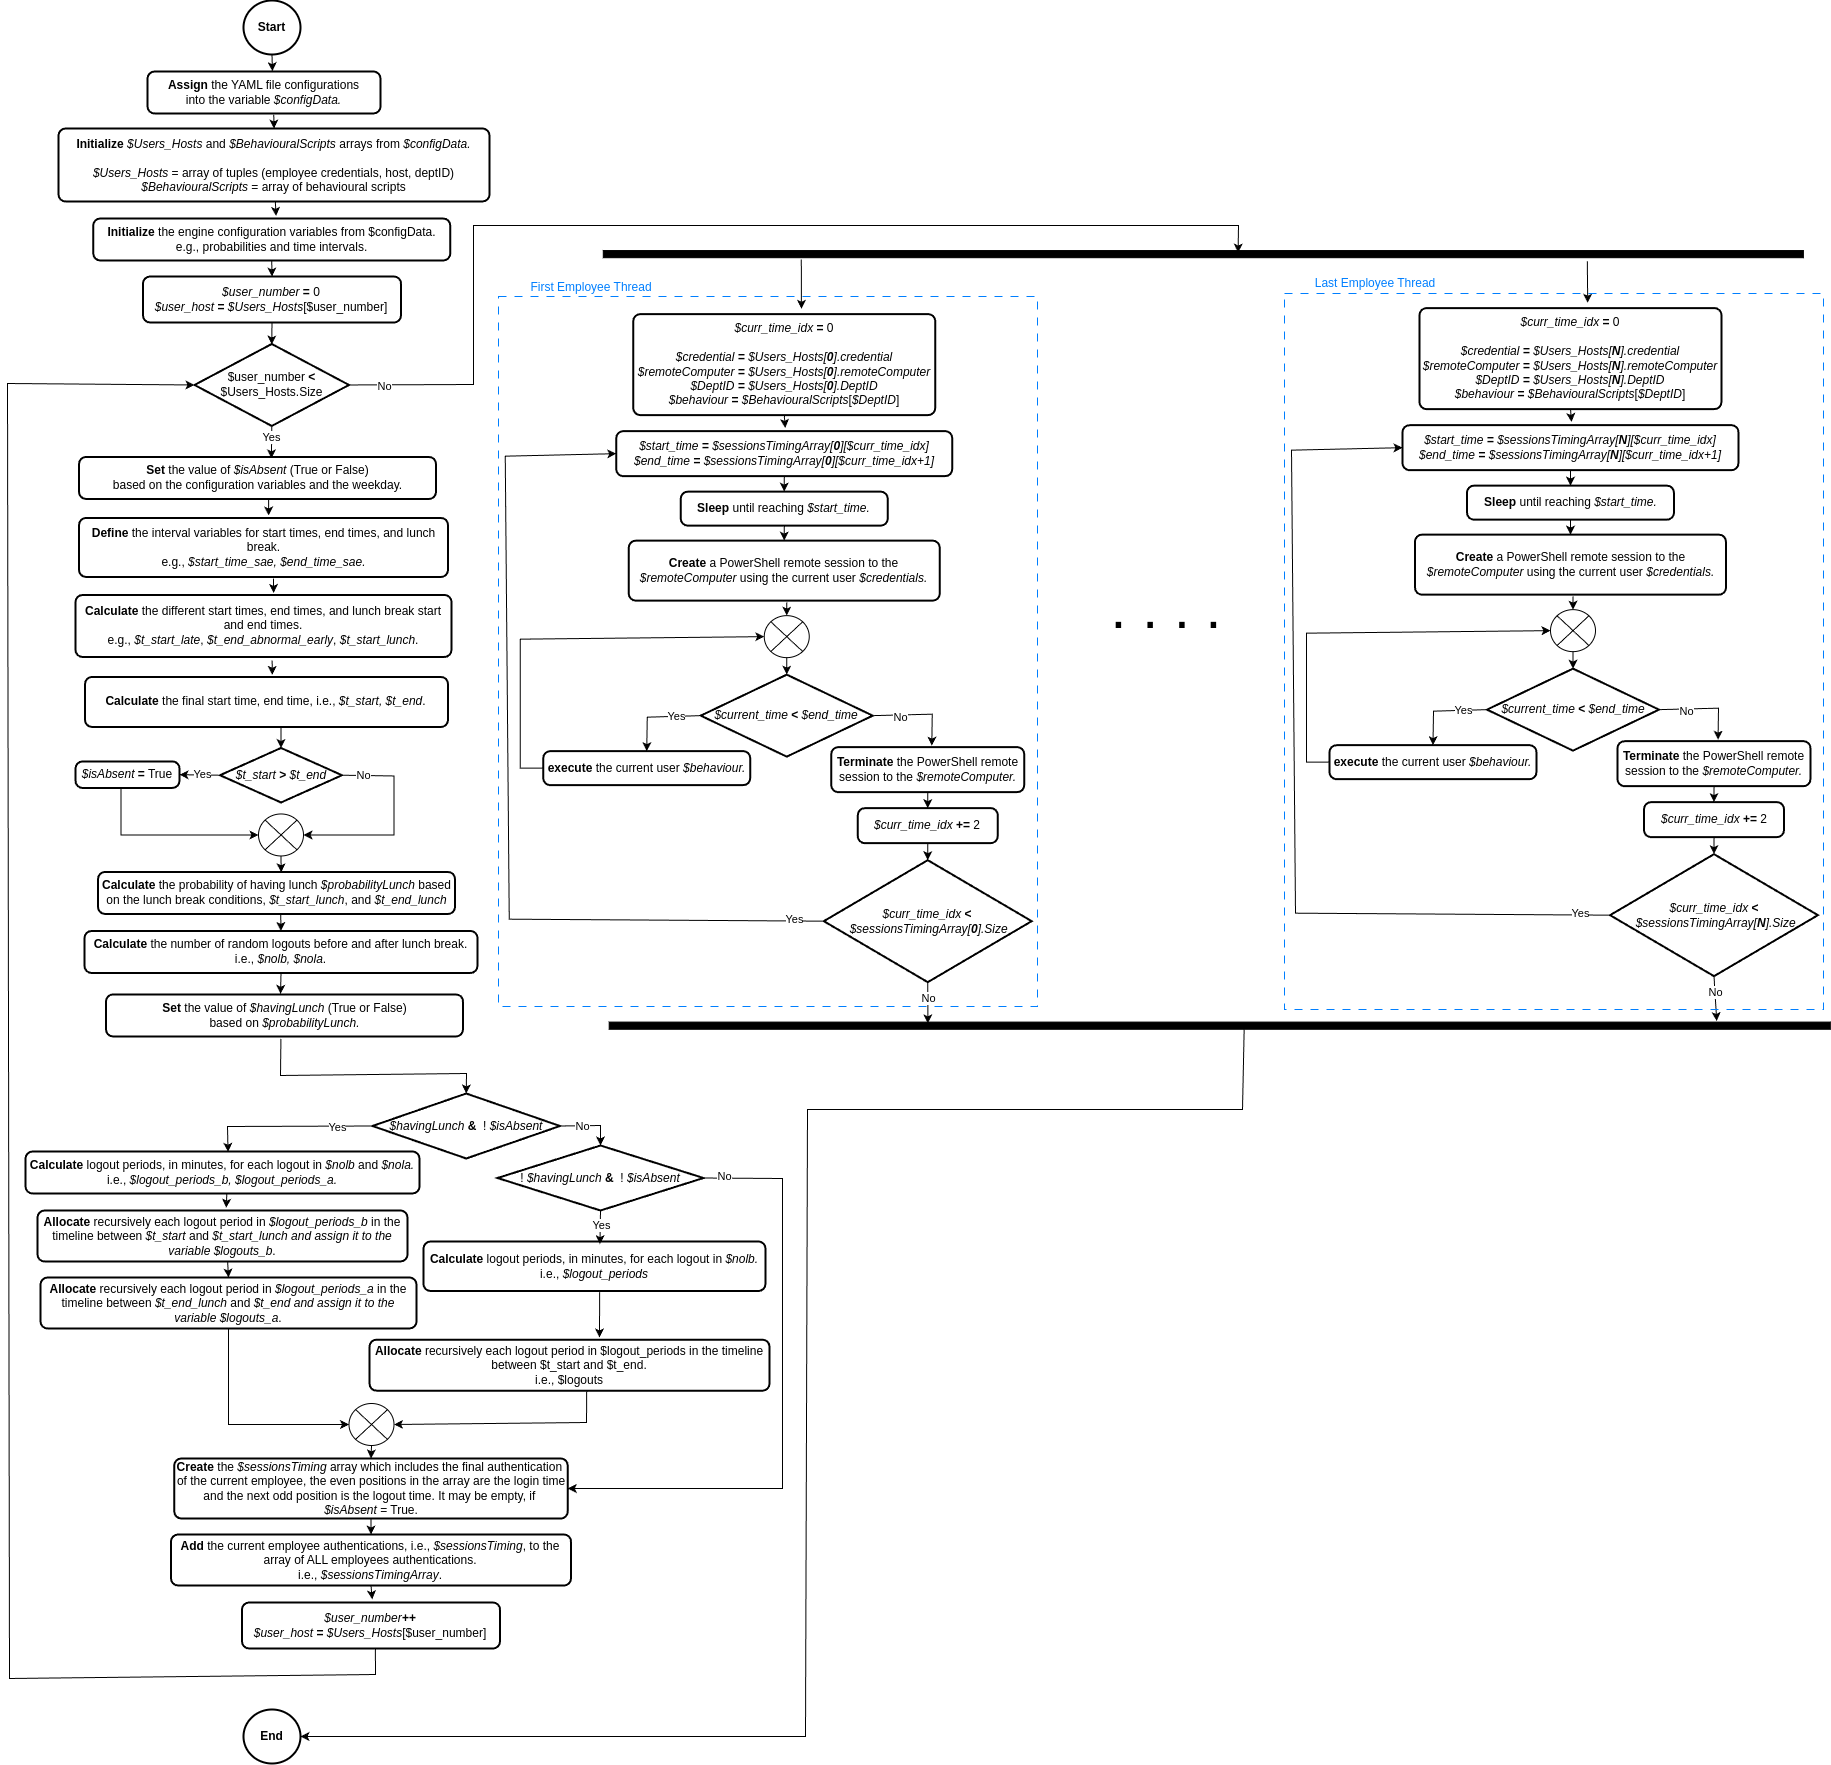 Start
Assign the YAML file configurations
into the variable $configData.
Initialize $Users_Hosts and $BehaviouralScripts arrays from $configData.
$Users_Hosts = array of tuples (employee credentials, host, deptID)
$BehaviouralScripts = array of behavioural scripts
Initialize the engine configuration variables from $configData.
e.g., probabilities and time intervals.
$user_number = 0
$user_host = $Users_Hosts[$user_number]
$user_number <
$Users_Hosts.Size
No
Yes
Set the value of $isAbsent (True or False)
based on the configuration variables and the weekday.
Define the interval variables for start times, end times, and lunch
break.
e.g., $start_time_sae, $end_time_sae.
Calculate the different start times, end times, and lunch break start
and end times.
e.g., $t_start_late, $t_end_abnormal_early, $t_start_lunch.
Calculate the final start time, end time, i.e., $t_start, $t_end.
$t_start > $t_end
Yes
No
$isAbsent = True
Calculate the probability of having lunch $probabilityLunch based
on the lunch break conditions, $t_start_lunch, and $t_end_lunch
Calculate the number of random logouts before and after lunch break.
i.e., $nolb, $nola.
Set the value of $havingLunch (True or False)
based on $probabilityLunch.
$havingLunch & ! $isAbsent
Yes
No
Calculate logout periods, in minutes, for each logout in $nolb and $nola.
i.e., $logout_periods_b, $logout_periods_a.
Allocate recursively each logout period in $logout_periods_b in the
timeline between $t_start and $t_start_lunch and assign it to the
variable $logouts_b.
Allocate recursively each logout period in $logout_periods_a in the
timeline between $t_end_lunch and $t_end and assign it to the
variable $logouts_a.
! $havingLunch & ! $isAbsent
No
Yes
Calculate logout periods, in minutes, for each logout in $nolb.
i.e., $logout_periods
Allocate recursively each logout period in $logout_periods in the timeline
between $t_start and $t_end.
i.e., $logouts
Create the $sessionsTiming array which includes the final authentication
of the current employee, the even positions in the array are the login time
and the next odd position is the logout time. It may be empty, if
$isAbsent = True.
Add the current employee authentications, i.e., $sessionsTiming, to the
array of ALL employees authentications.
i.e., $sessionsTimingArray.
$user_number++
$user_host = $Users_Hosts[$user_number]
End
First Employee Thread
$curr_time_idx = 0
$credential = $Users_Hosts[0].credential
$remoteComputer = $Users_Hosts[0].remoteComputer
$DeptID = $Users_Hosts[0].DeptID
$behaviour = $BehaviouralScripts[$DeptID]
$start_time = $sessionsTimingArray[0][$curr_time_idx]
$end_time = $sessionsTimingArray[0][$curr_time_idx+1]
Sleep until reaching $start_time.
Create a PowerShell remote session to the
$remoteComputer using the current user $credentials.
$current_time < $end_time
Yes
No
execute the current user $behaviour.
Terminate the PowerShell remote
session to the $remoteComputer.
$curr_time_idx += 2
$curr_time_idx <
$sessionsTimingArray[0].Size
Yes
No
. . . .
Last Employee Thread
$curr_time_idx = 0
$credential = $Users_Hosts[N].credential
$remoteComputer = $Users_Hosts[N].remoteComputer
$DeptID = $Users_Hosts[N].DeptID
$behaviour = $BehaviouralScripts[$DeptID]
$start_time = $sessionsTimingArray[N][$curr_time_idx]
$end_time = $sessionsTimingArray[N][$curr_time_idx+1]
Sleep until reaching $start_time.
Create a PowerShell remote session to the
$remoteComputer using the current user $credentials.
$current_time < $end_time
Yes
No
execute the current user $behaviour.
Terminate the PowerShell remote
session to the $remoteComputer.
$curr_time_idx += 2
$curr_time_idx <
$sessionsTimingArray[N].Size
Yes
No